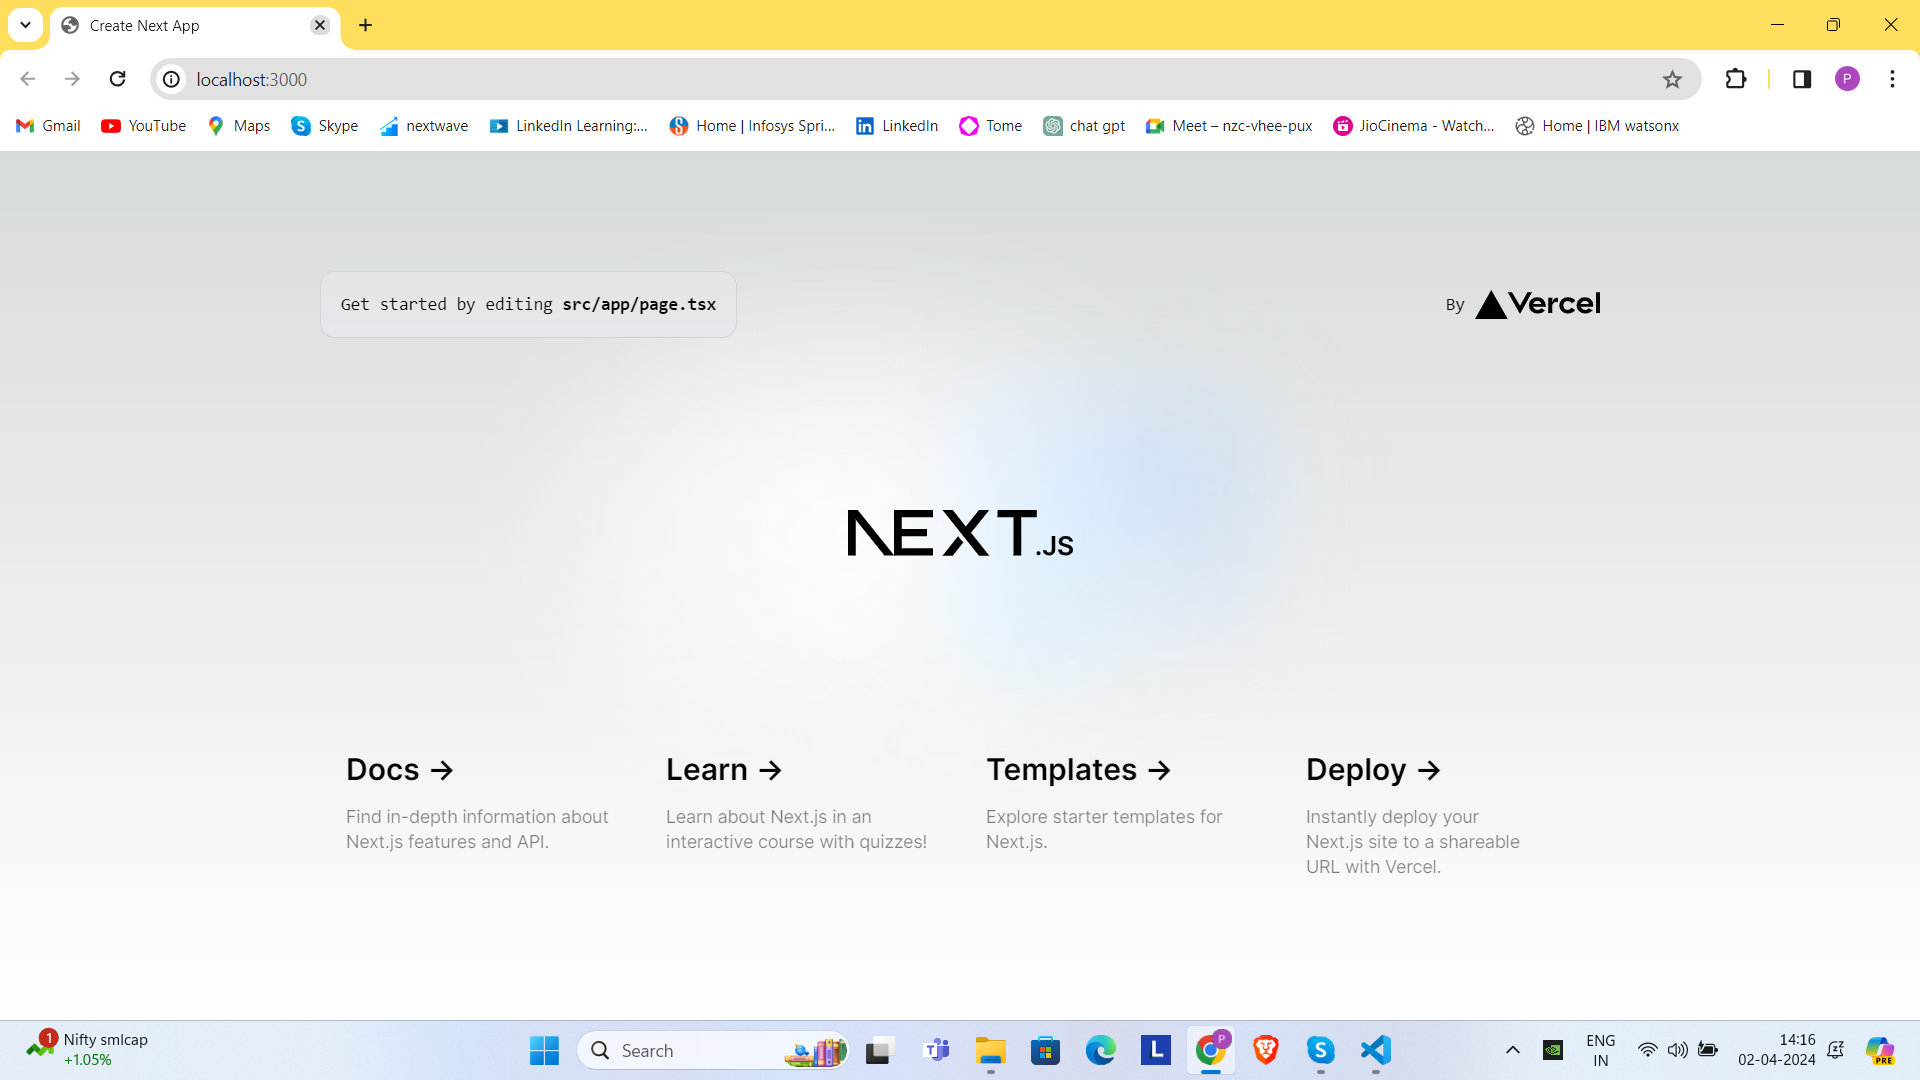 Create Next App
localhost:3000
P
Gmail
YouTube
Maps
Skype
nextwave
LinkedIn Learning:...
Home | Infosys Spri...
LinkedIn
Tome
chat gpt
Meet – nzc-vhee-pux
JioCinema - Watch...
Home | IBM watsonx
Get started by editing src/app/page.tsx
By Vercel
NEXT.JS
Docs →
Find in-depth information about
Next.js features and API.
Learn →
Learn about Next.js in an
interactive course with quizzes!
Templates →
Explore starter templates for
Next.js.
Deploy →
Instantly deploy your
Next.js site to a shareable
URL with Vercel.
1
Nifty smlcap
+1.05%
Search
L
P
ENG
IN
14:16
02-04-2024
PRE